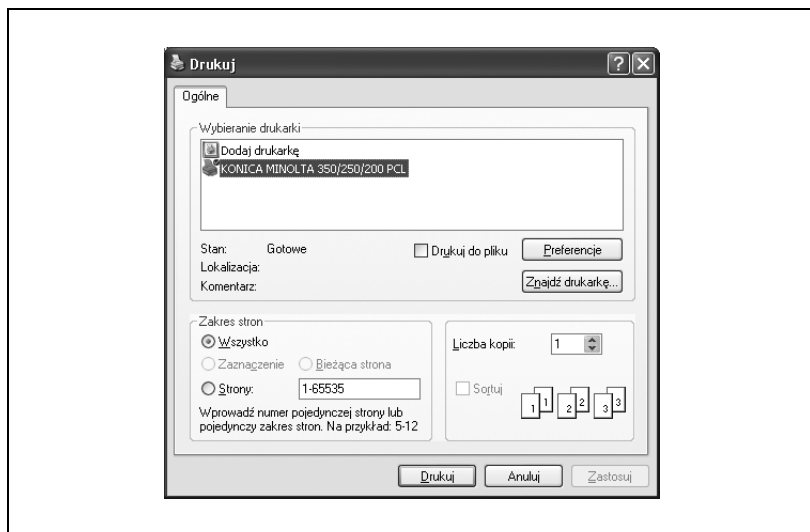 Drukuj
Ogólne
Wybieranie drukarki
Dodaj drukarkę
KONICA MINOLTA 350/250/200 PCL
Stan: Gotowe
Lokalizacja:
Komentarz:
Drukuj do pliku
Preferencje
Znajdź drukarkę...
Zakres stron
Wszystko
Zaznaczenie Bieżąca strona
Strony: 1-65535
Wprowadź numer pojedynczej strony lub
pojedynczy zakres stron. Na przykład: 5-12
Liczba kopii: 1
Sortuj
1 1 2 2 3 3
Drukuj Anuluj Zastosuj